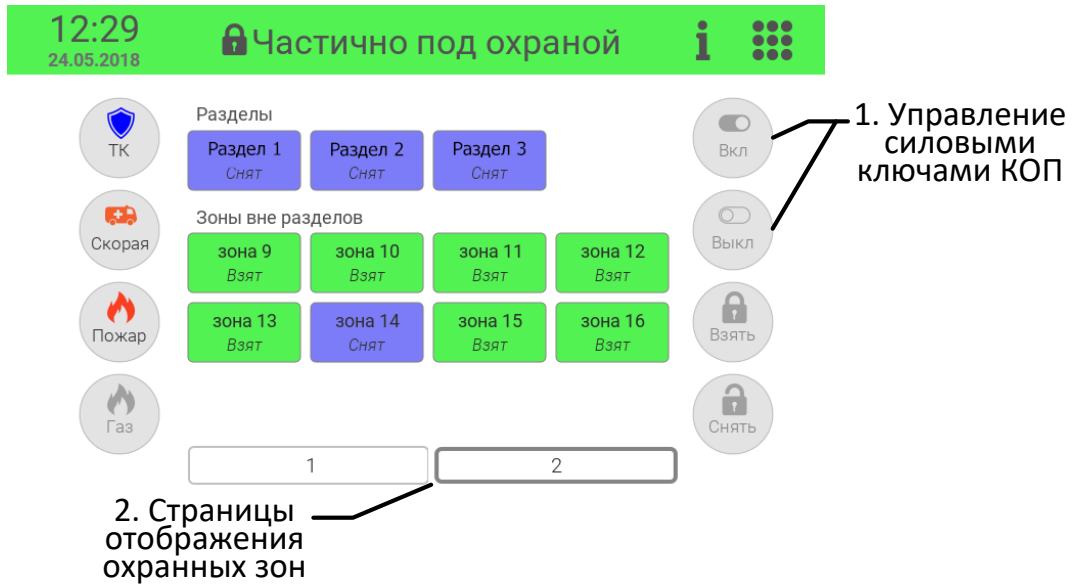 12:29
24.05.2018
Частично под охраной
i
ТК
Скорая
Пожар
Газ
Разделы
Раздел 1
Снят
Раздел 2
Снят
Раздел 3
Снят
Зоны вне разделов
зона 9
Взят
зона 10
Взят
зона 11
Взят
зона 12
Взят
зона 13
Взят
зона 14
Снят
зона 15
Взят
зона 16
Взят
1
2
Вкл
Выкл
Взять
Снять
1. Управление
силовыми
ключами КОП
2. Страницы
отображения
охранных зон